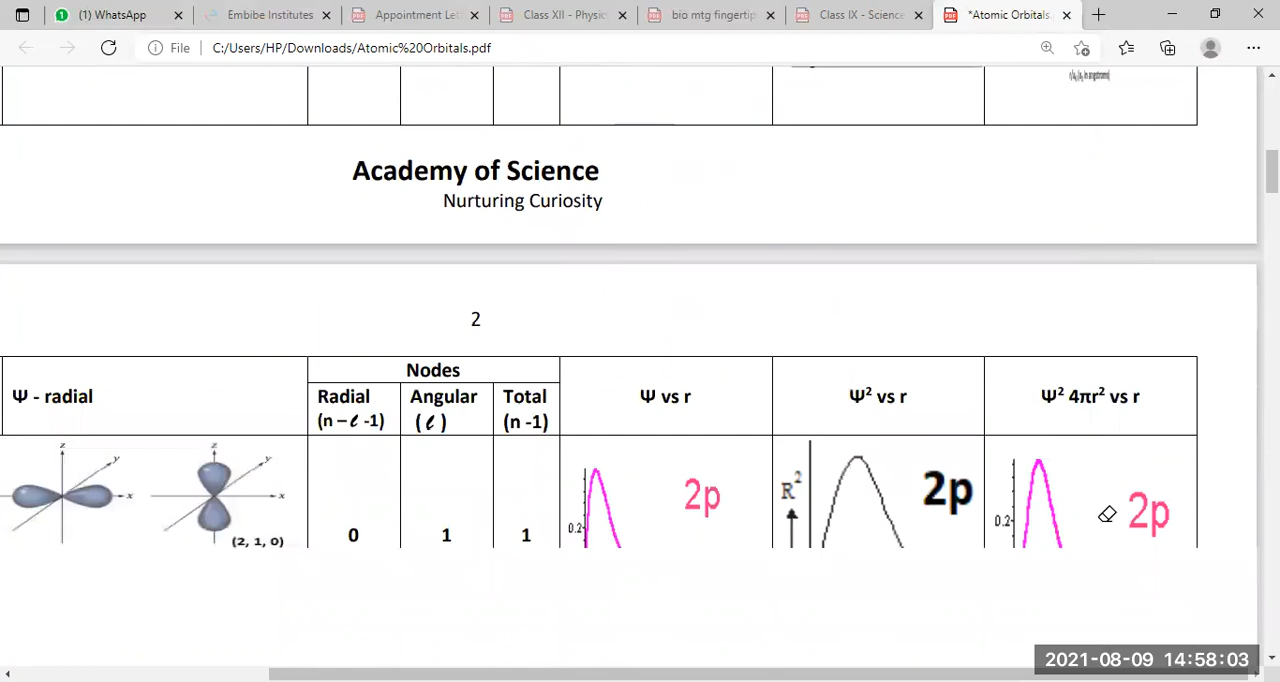 (1) WhatsApp
Embibe Institutes
Appointment Let
Class XII - Physic
bio mtg fingertip
Class IX - Science
*Atomic Orbitals.
File
C:/Users/HP/Downloads/Atomic%20Orbitals.pdf
Academy of Science
Nurturing Curiosity
2
Ψ - radial
Nodes
Radial
(n – ℓ -1)
Angular
( ℓ )
Total
(n -1)
Ψ vs r
Ψ² vs r
Ψ² 4πr² vs r
z
y
x
z
y
x
(2, 1, 0)
0
1
1
0.2
2p
R²
2p
0.2
2p
2021-08-09 14:58:03